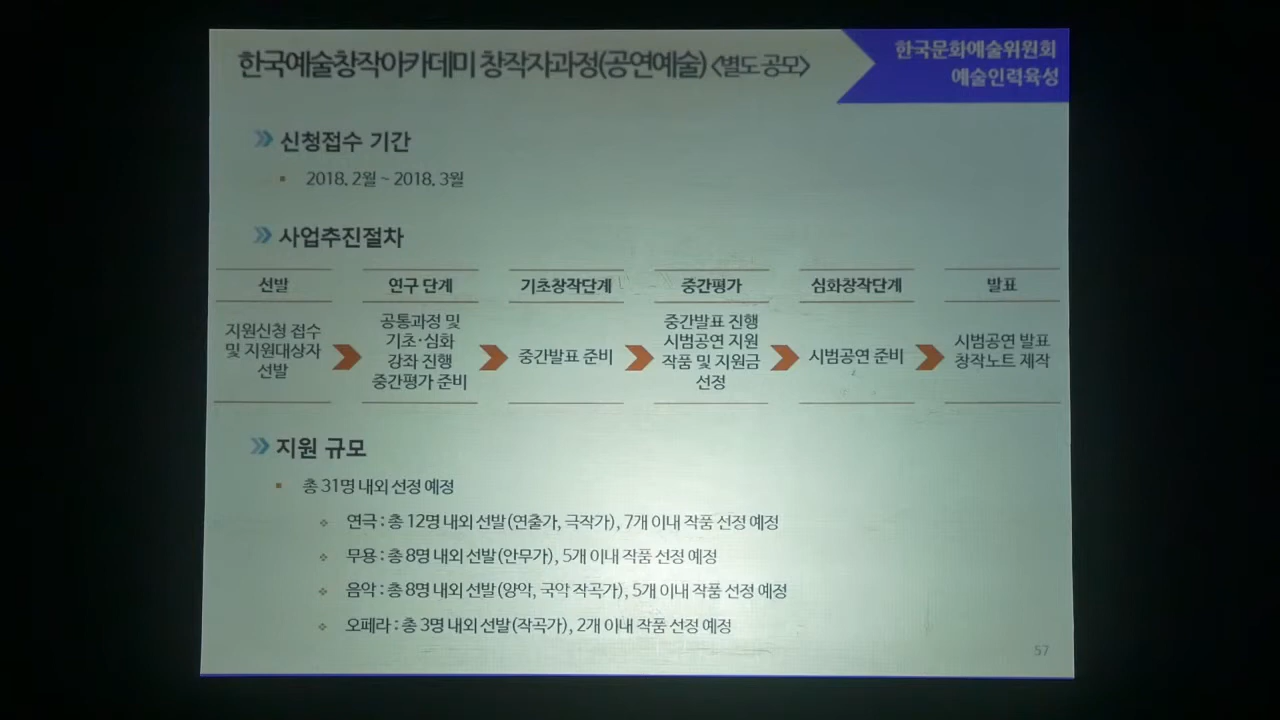 한국예술창작아카데미 창작자과정(공연예술) <별도 공모>
한국문화예술위원회
예술인력육성
신청접수 기간
2018. 2월 ~ 2018. 3월
사업추진절차
선발
지원신청 접수
및 지원대상자
선발
연구 단계
공통과정 및
기초·심화
강좌 진행
중간평가 준비
기초창작단계
중간발표 준비
중간평가
중간발표 진행
시범공연 지원
작품 및 지원금
선정
심화창작단계
시범공연 준비
발표
시범공연 발표
창작노트 제작
지원 규모
총 31명 내외 선정 예정
연극 : 총 12명 내외 선발(연출가, 극작가), 7개 이내 작품 선정 예정
무용 : 총 8명 내외 선발(안무가), 5개 이내 작품 선정 예정
음악 : 총 8명 내외 선발(양악, 국악 작곡가), 5개 이내 작품 선정 예정
오페라 : 총 3명 내외 선발(작곡가), 2개 이내 작품 선정 예정
57